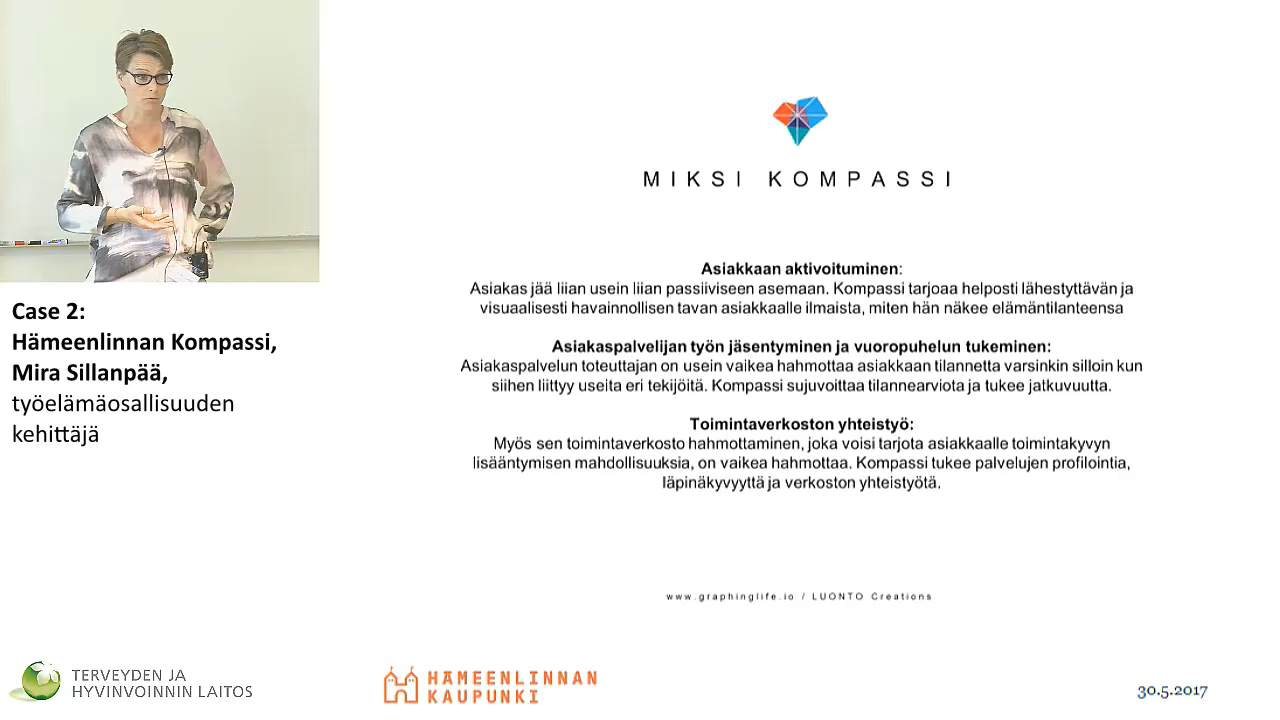 Case 2:
Hämeenlinnan Kompassi,
Mira Sillanpää,
työelämäosallisuuden
kehittäjä
MIKSI KOMPASSI
Asiakkaan aktivoituminen:
Asiakas jää liian usein liian passiiviseen asemaan. Kompassi tarjoaa helposti lähestyttävän ja
visuaalisesti havainnollisen tavan asiakkaalle ilmaista, miten hän näkee elämäntilanteensa
Asiakaspalvelijan työn jäsentyminen ja vuoropuhelun tukeminen:
Asiakaspalvelun toteuttajan on usein vaikea hahmottaa asiakkaan tilannetta varsinkin silloin kun
siihen liittyy useita eri tekijöitä. Kompassi sujuvoittaa tilannearviota ja tukee jatkuvuutta.
Toimintaverkoston yhteistyö:
Myös sen toimintaverkosto hahmottaminen, joka voisi tarjota asiakkaalle toimintakyvyn
lisääntymisen mahdollisuuksia, on vaikea hahmottaa. Kompassi tukee palvelujen profilointia,
läpinäkyvyyttä ja verkoston yhteistyötä.
www.graphinglife.io / LUONTO Creations
TERVEYDEN JA
HYVINVOINNIN LAITOS
HÄMEENLINNAN
KAUPUNKI
30.5.2017